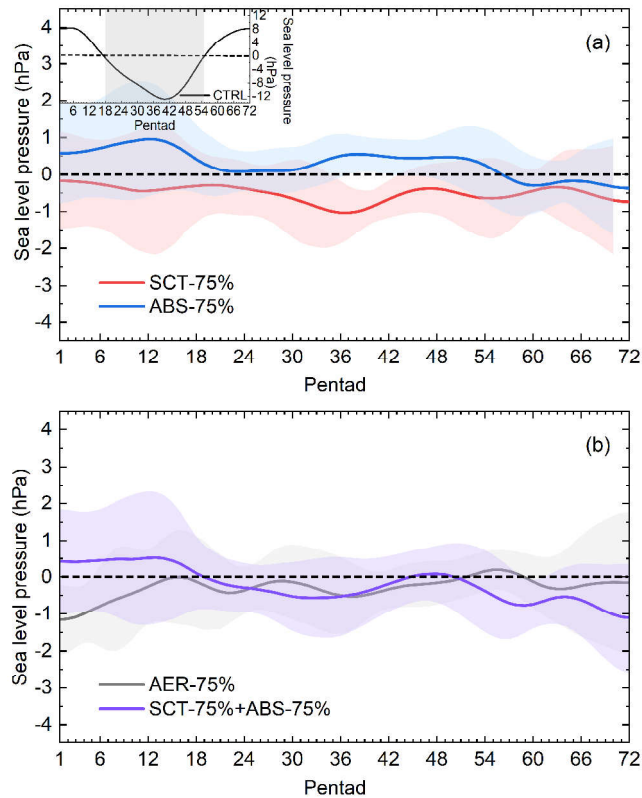 4
3
2
1
0
-1
-2
-3
-4
Sea level pressure (hPa)
12
8
4
0
-4
-8
-12
Sea level pressure
(hPa)
CTRL
6 12 18 24 30 36 42 48 54 60 66 72
Pentad
(a)
SCT-75%
ABS-75%
1 6 12 18 24 30 36 42 48 54 60 66 72
Pentad
4
3
2
1
0
-1
-2
-3
-4
Sea level pressure (hPa)
(b)
AER-75%
SCT-75%+ABS-75%
1 6 12 18 24 30 36 42 48 54 60 66 72
Pentad